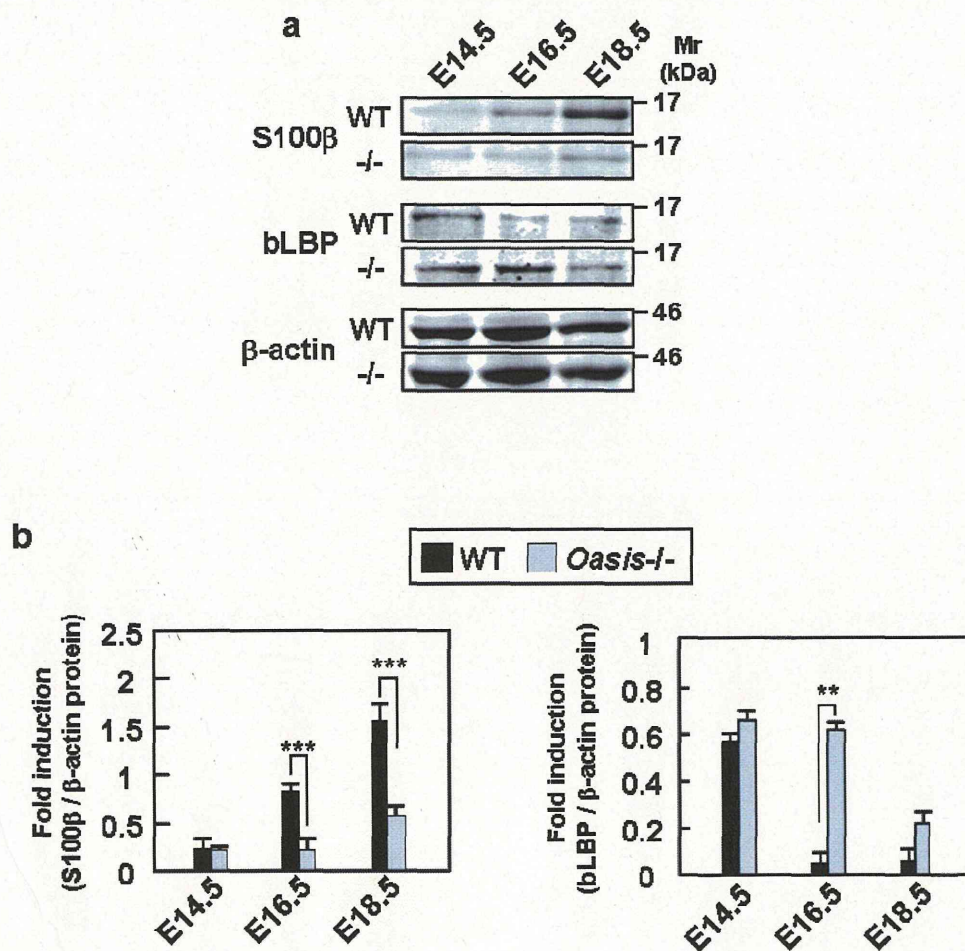 a
E14.5 E16.5 E18.5 Mr
(kDa)
S100β WT 17
-/- 17
bLBP WT 17
-/- 17
β-actin WT 46
-/- 46
b
WT Oasis-/-
Fold induction
(S100β / β-actin protein)
2.5
2
1.5
1
0.5
0
***
***
E14.5 E16.5 E18.5
Fold induction
(bLBP / β-actin protein)
1
0.8
0.6
0.4
0.2
0
**
E14.5 E16.5 E18.5